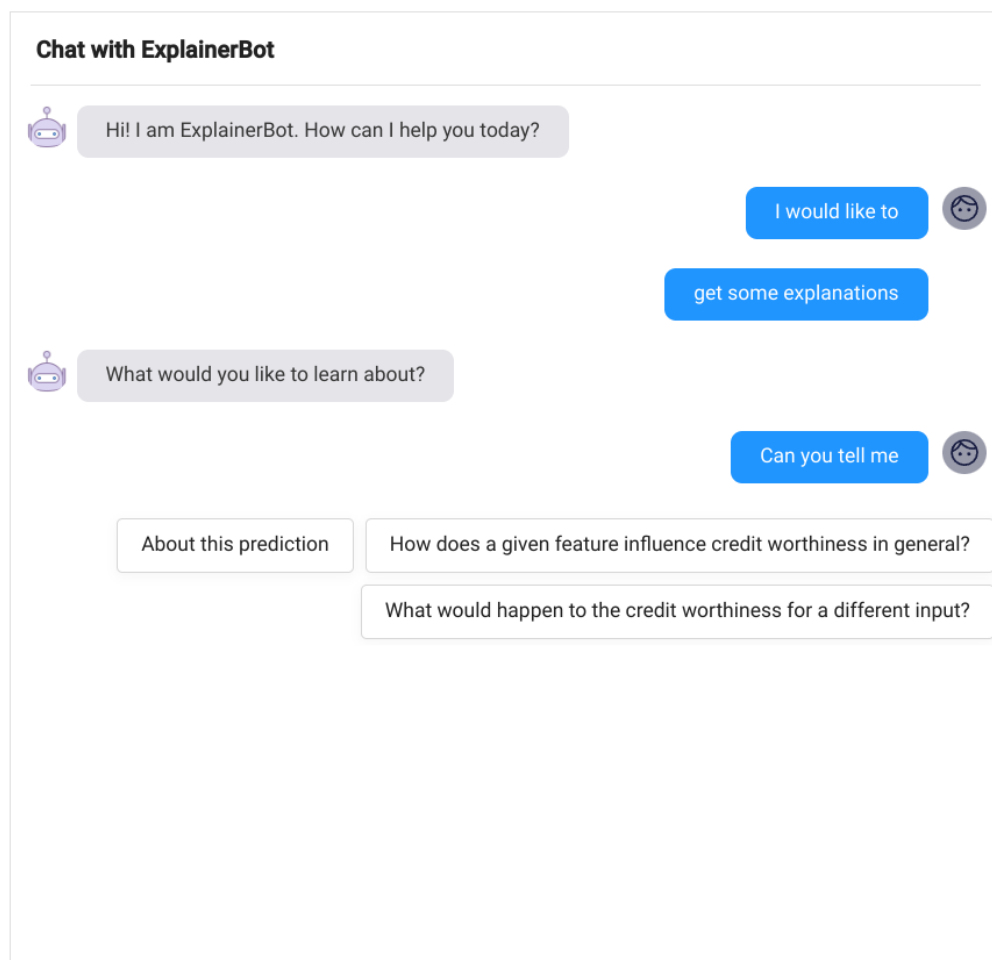 Chat with ExplainerBot
Hi! I am ExplainerBot. How can I help you today?
I would like to
get some explanations
What would you like to learn about?
Can you tell me
About this prediction
How does a given feature influence credit worthiness in general?
What would happen to the credit worthiness for a different input?